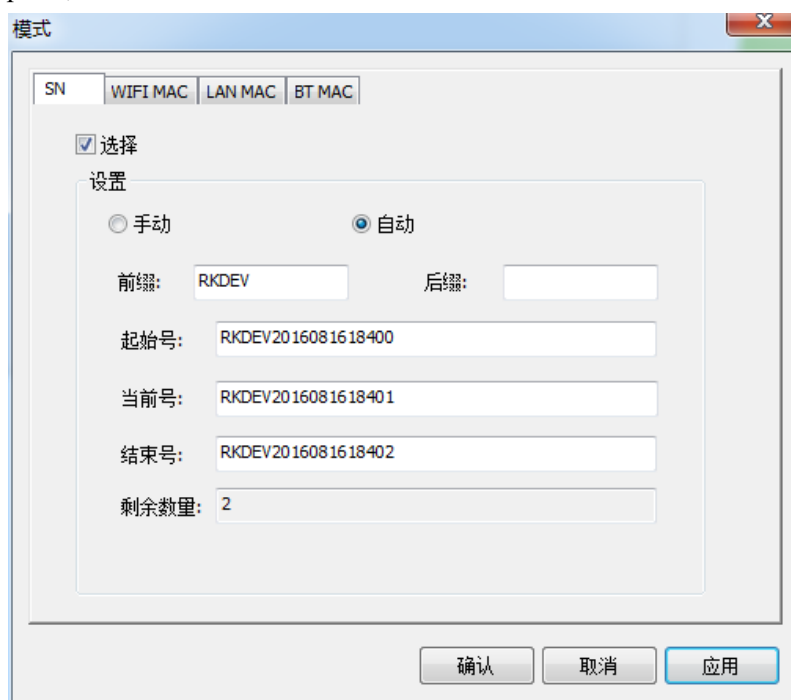 模式
SN WIFI MAC LAN MAC BT MAC
选择
设置
手动 自动
前缀: RKDEV 后缀:
起始号: RKDEV2016081618400
当前号: RKDEV2016081618401
结束号: RKDEV2016081618402
剩余数量: 2
确认 取消 应用